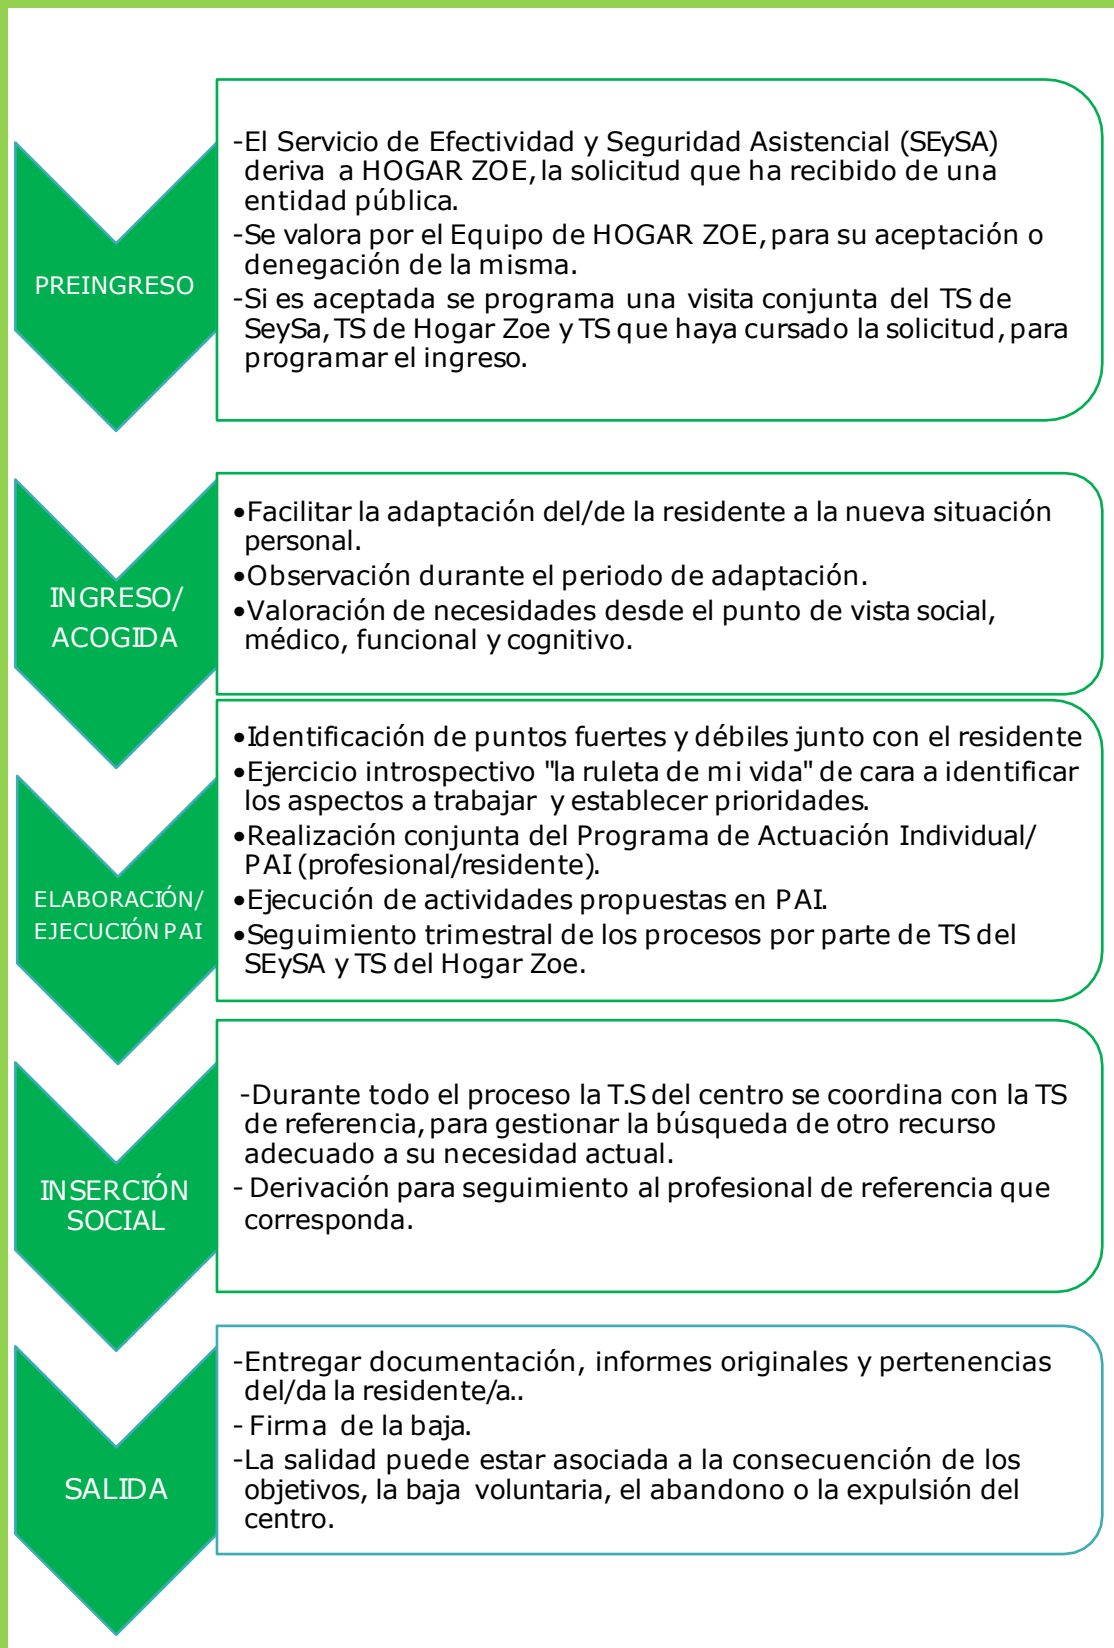 PREINGRESO
-El Servicio de Efectividad y Seguridad Asistencial (SEySA)
deriva a HOGAR ZOE, la solicitud que ha recibido de una
entidad pública.
-Se valora por el Equipo de HOGAR ZOE, para su aceptación o
denegación de la misma.
-Si es aceptada se programa una visita conjunta del TS de
SeySa, TS de Hogar Zoe y TS que haya cursado la solicitud, para
programar el ingreso.
INGRESO/
ACOGIDA
•Facilitar la adaptación del/de la residente a la nueva situación
personal.
•Observación durante el periodo de adaptación.
•Valoración de necesidades desde el punto de vista social,
médico, funcional y cognitivo.
ELABORACIÓN/
EJECUCIÓN PAI
•Identificación de puntos fuertes y débiles junto con el residente
•Ejercicio introspectivo "la ruleta de mi vida" de cara a identificar
los aspectos a trabajar y establecer prioridades.
•Realización conjunta del Programa de Actuación Individual/
PAI (profesional/residente).
•Ejecución de actividades propuestas en PAI.
•Seguimiento trimestral de los procesos por parte de TS del
SEySA y TS del Hogar Zoe.
INSERCIÓN
SOCIAL
-Durante todo el proceso la T.S del centro se coordina con la TS
de referencia, para gestionar la búsqueda de otro recurso
adecuado a su necesidad actual.
- Derivación para seguimiento al profesional de referencia que
corresponda.
SALIDA
-Entregar documentación, informes originales y pertenencias
del/da la residente/a..
- Firma de la baja.
-La salidad puede estar asociada a la consecuención de los
objetivos, la baja voluntaria, el abandono o la expulsión del
centro.